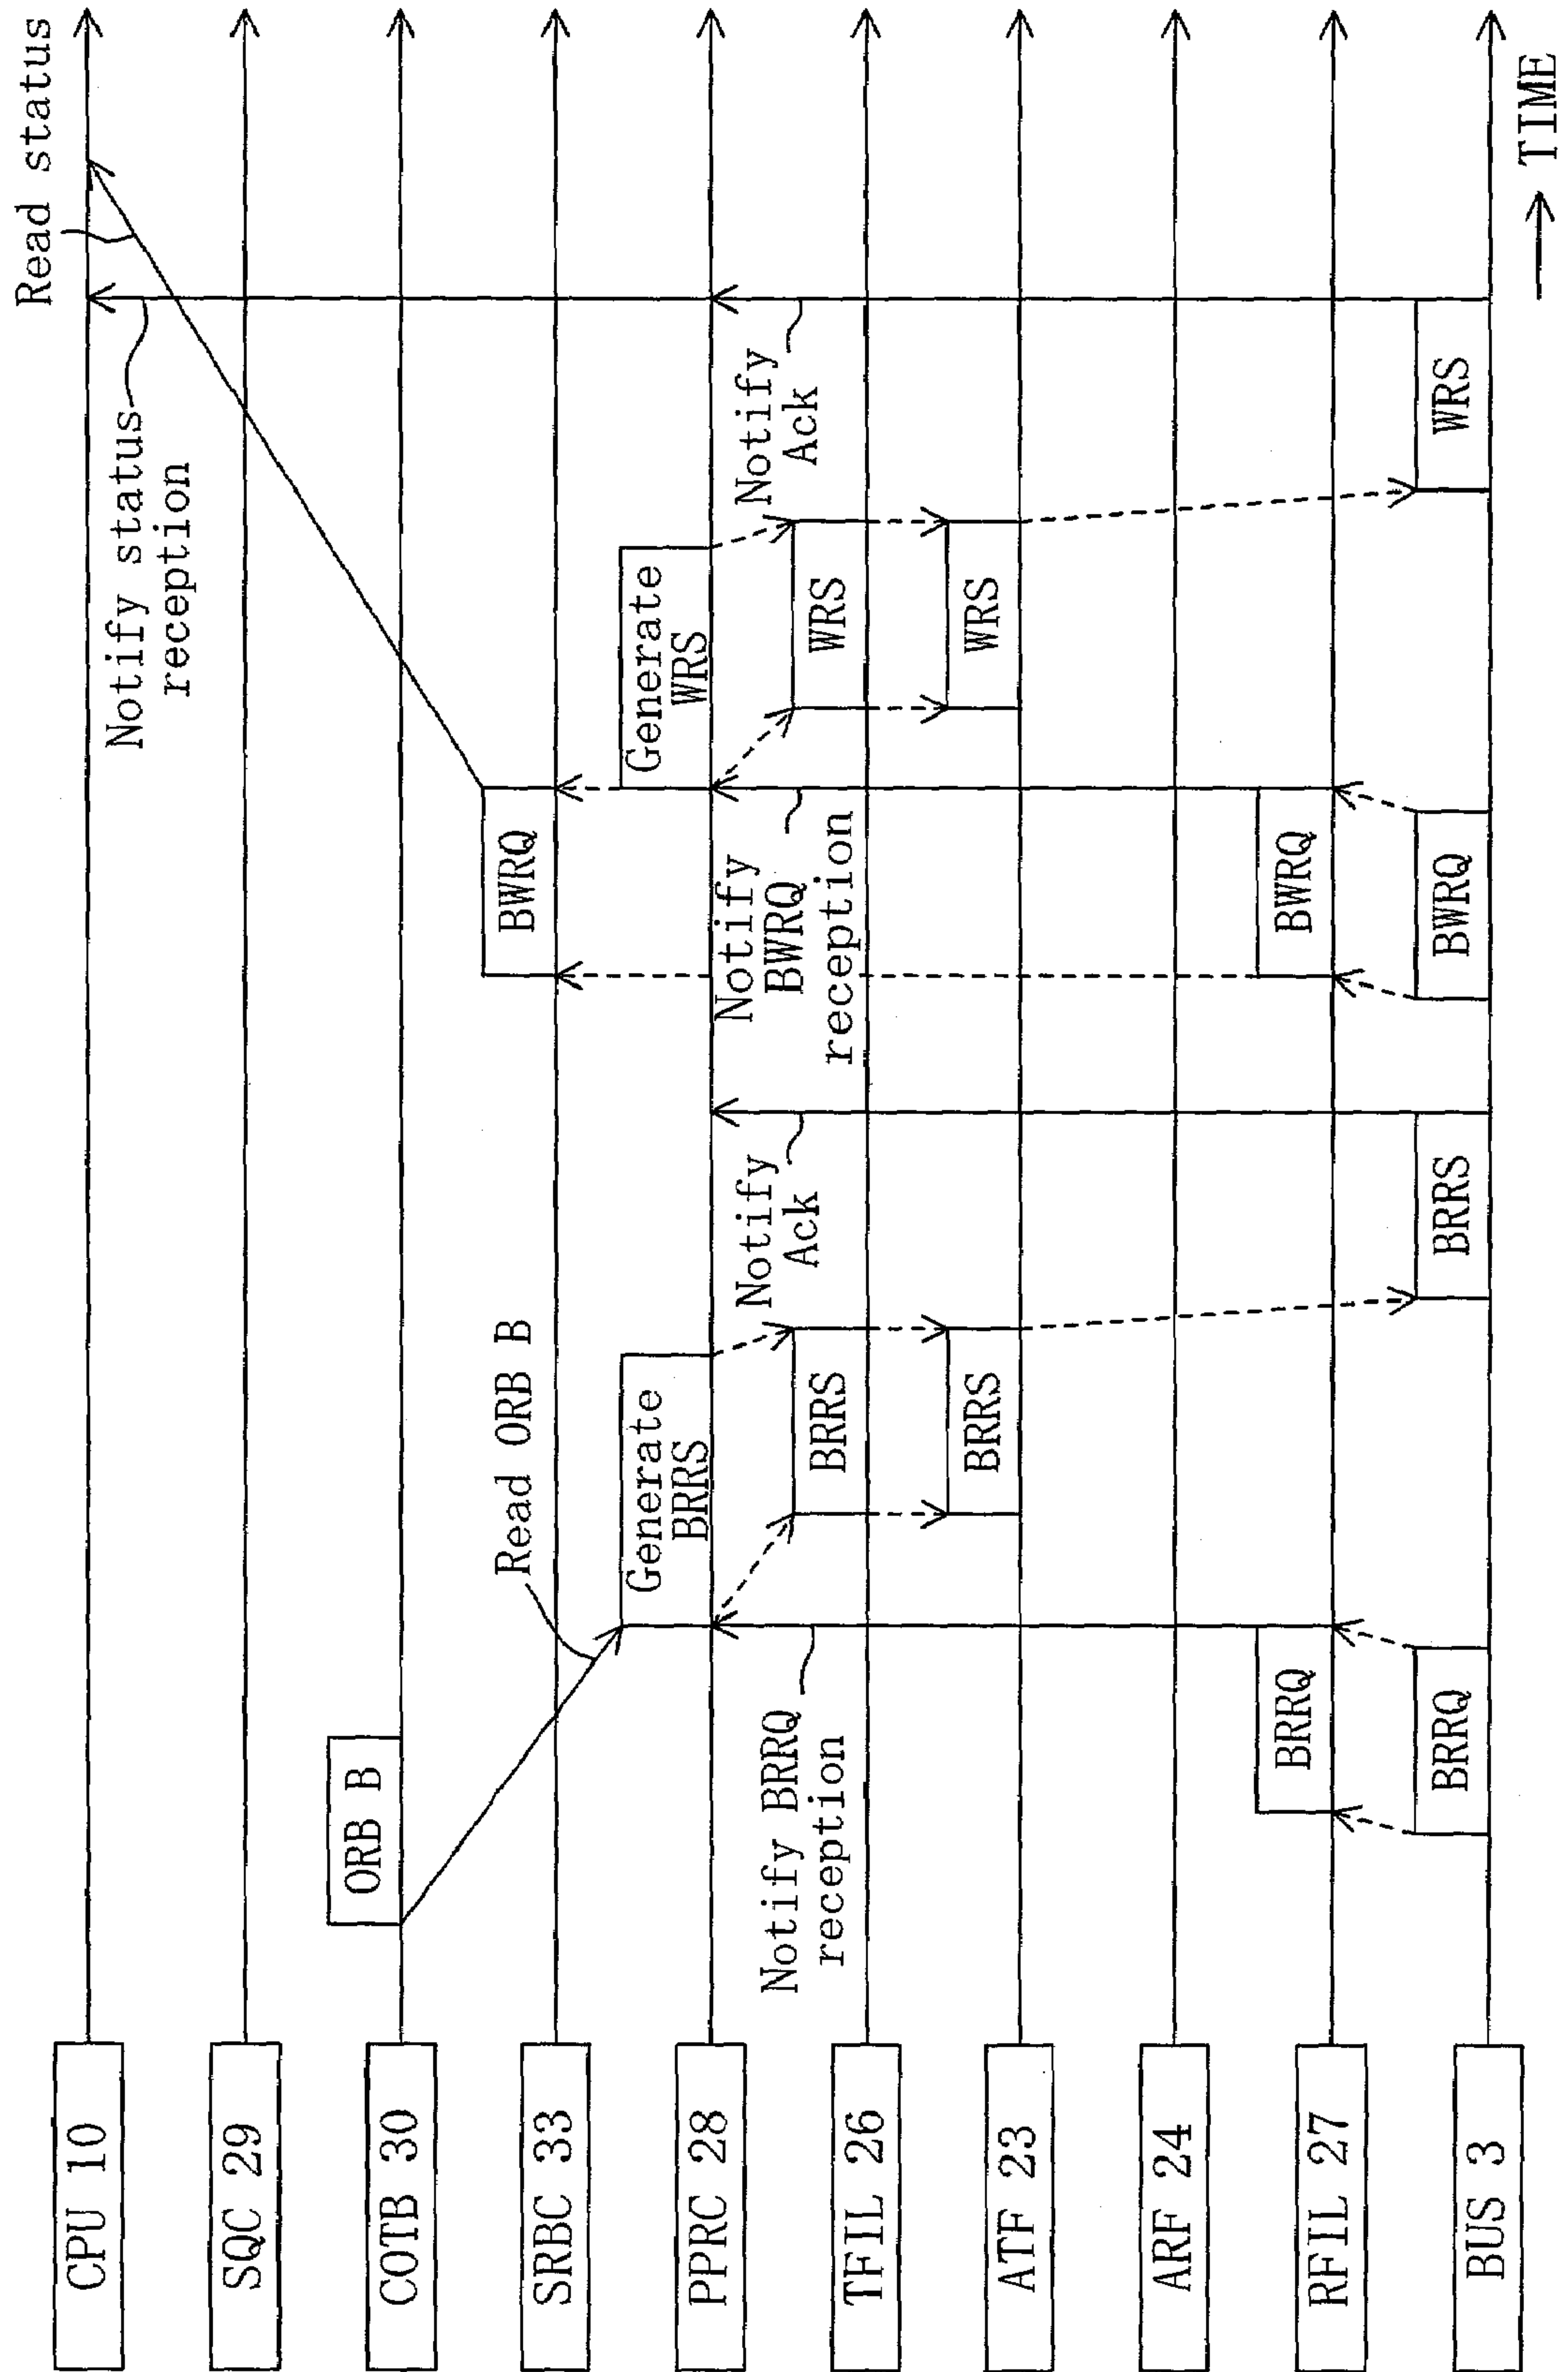 CPU 10
SQC 29
COTB 30
SRBC 33
PPRC 28
TFIL 26
ATF 23
ARF 24
RFIL 27
BUS 3
Read status
Notify status
reception
ORB B
Read ORB B
BWRQ
Generate
BRRS
Generate
WRS
Notify BRRQ
reception
Notify
Ack
Notify
BWRQ
reception
Notify
Ack
BRRS
WRS
BRRS
WRS
BRRQ
BWRQ
BRRQ
BRRS
BWRQ
WRS
TIME